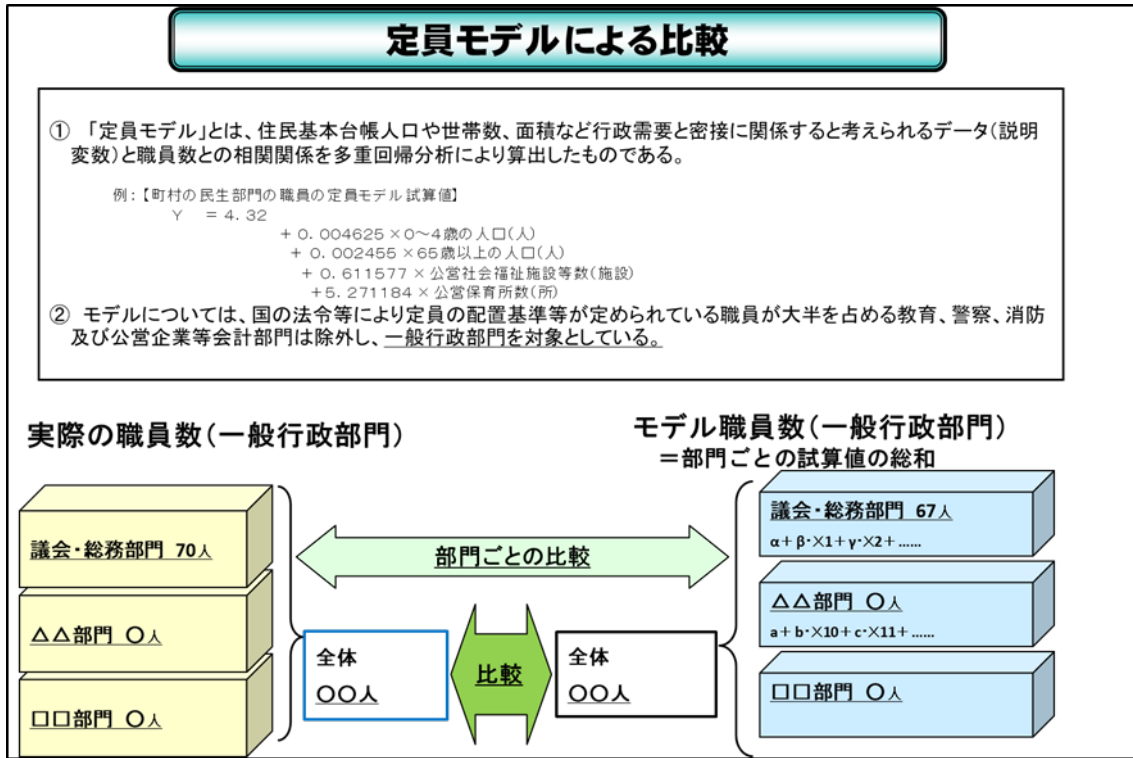 定員モデルによる比較
① 「定員モデル」とは、住民基本台帳人口や世帯数、面積など行政需要と密接に関係すると考えられるデータ(説明
変数)と職員数との相関関係を多重回帰分析により算出したものである。
例:【町村の民生部門の職員の定員モデル試算値】
Y = 4.32
+ 0.004625×0~4歳の人口(人)
+ 0.002455×65歳以上の人口(人)
+ 0.611577×公営社会福祉施設等数(施設)
+5.271184×公営保育所数(所)
② モデルについては、国の法令等により定員の配置基準等が定められている職員が大半を占める教育、警察、消防
及び公営企業等会計部門は除外し、一般行政部門を対象としている。
実際の職員数(一般行政部門)
モデル職員数(一般行政部門)
=部門ごとの試算値の総和
議会・総務部門 70人
△△部門 〇人
□□部門 〇人
部門ごとの比較
全体
〇〇人
比較
全体
〇〇人
議会・総務部門 67人
α+β・X1+γ・X2+……
△△部門 〇人
a+b・X10+c・X11+……
□□部門 〇人